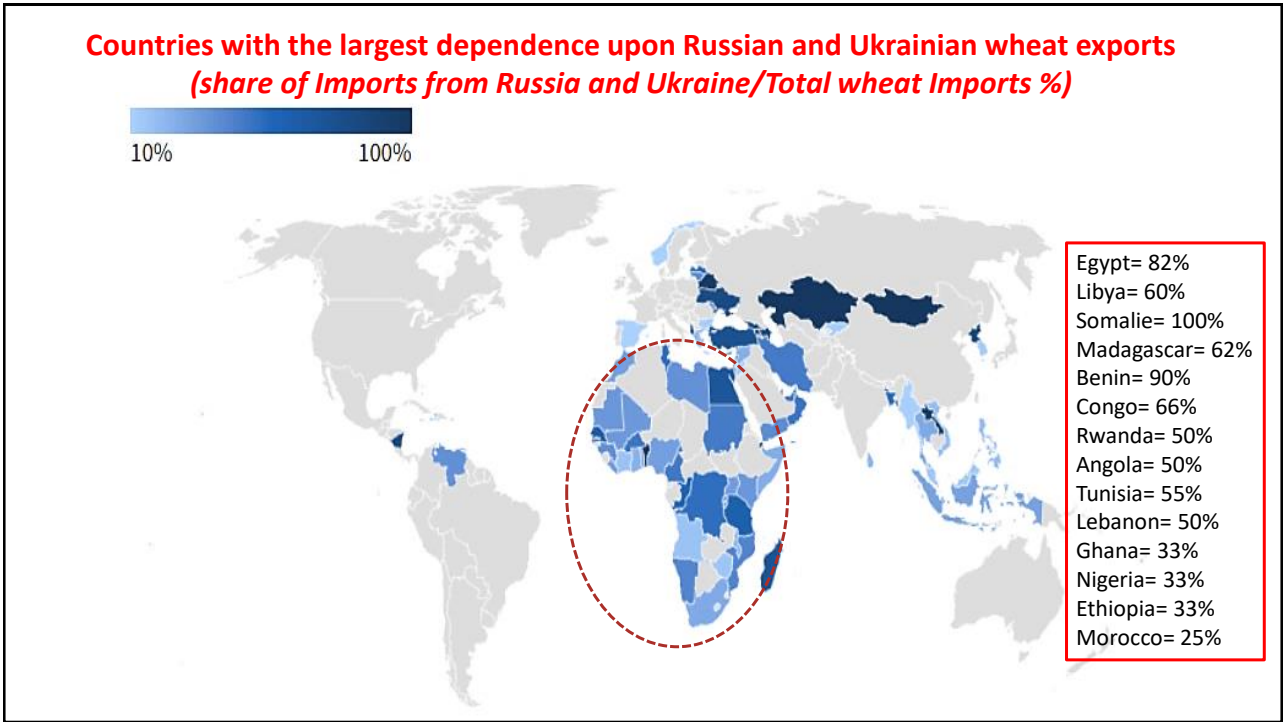 Countries with the largest dependence upon Russian and Ukrainian wheat exports
(share of Imports from Russia and Ukraine/Total wheat Imports %)
10% 100%
Egypt= 82%
Libya= 60%
Somalie= 100%
Madagascar= 62%
Benin= 90%
Congo= 66%
Rwanda= 50%
Angola= 50%
Tunisia= 55%
Lebanon= 50%
Ghana= 33%
Nigeria= 33%
Ethiopia= 33%
Morocco= 25%